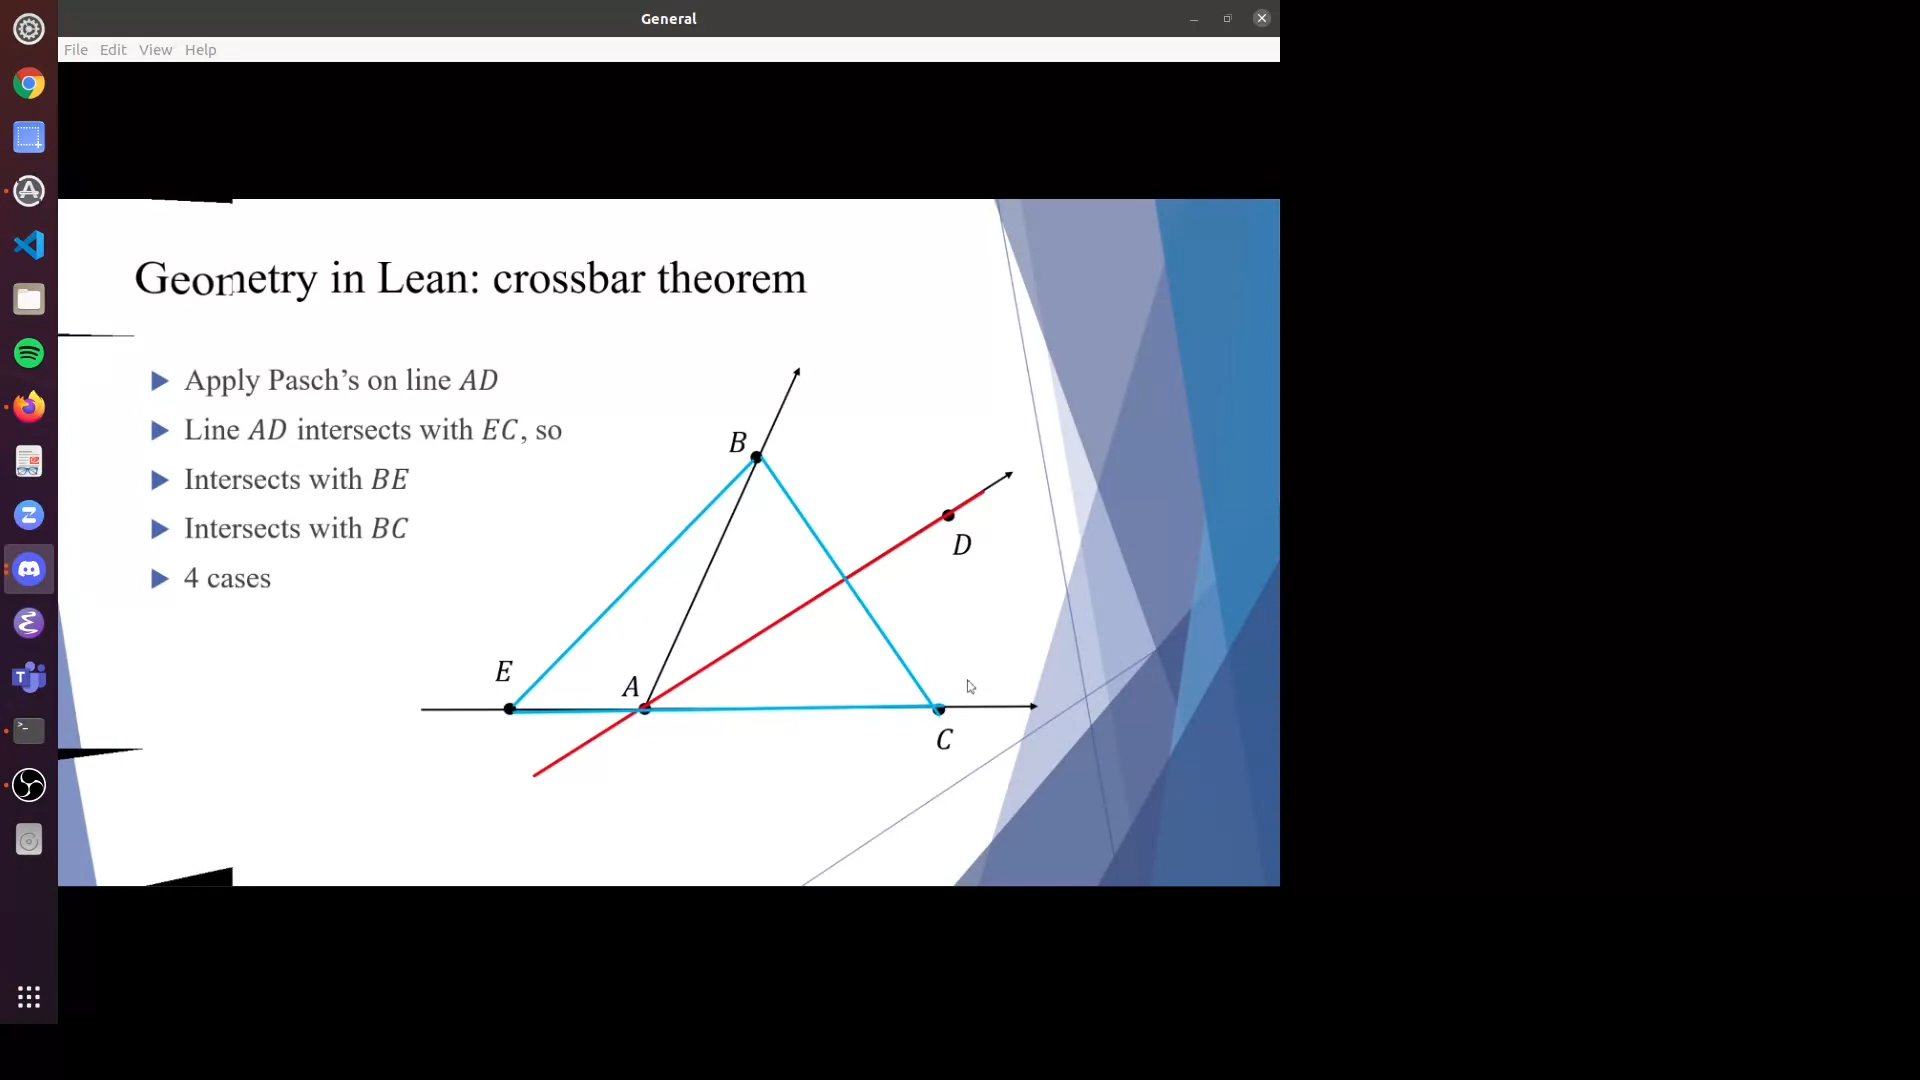 General
File Edit View Help
Geometry in Lean: crossbar theorem
Apply Pasch’s on line AD
Line AD intersects with EC, so
Intersects with BE
Intersects with BC
4 cases
B
D
E
A
C